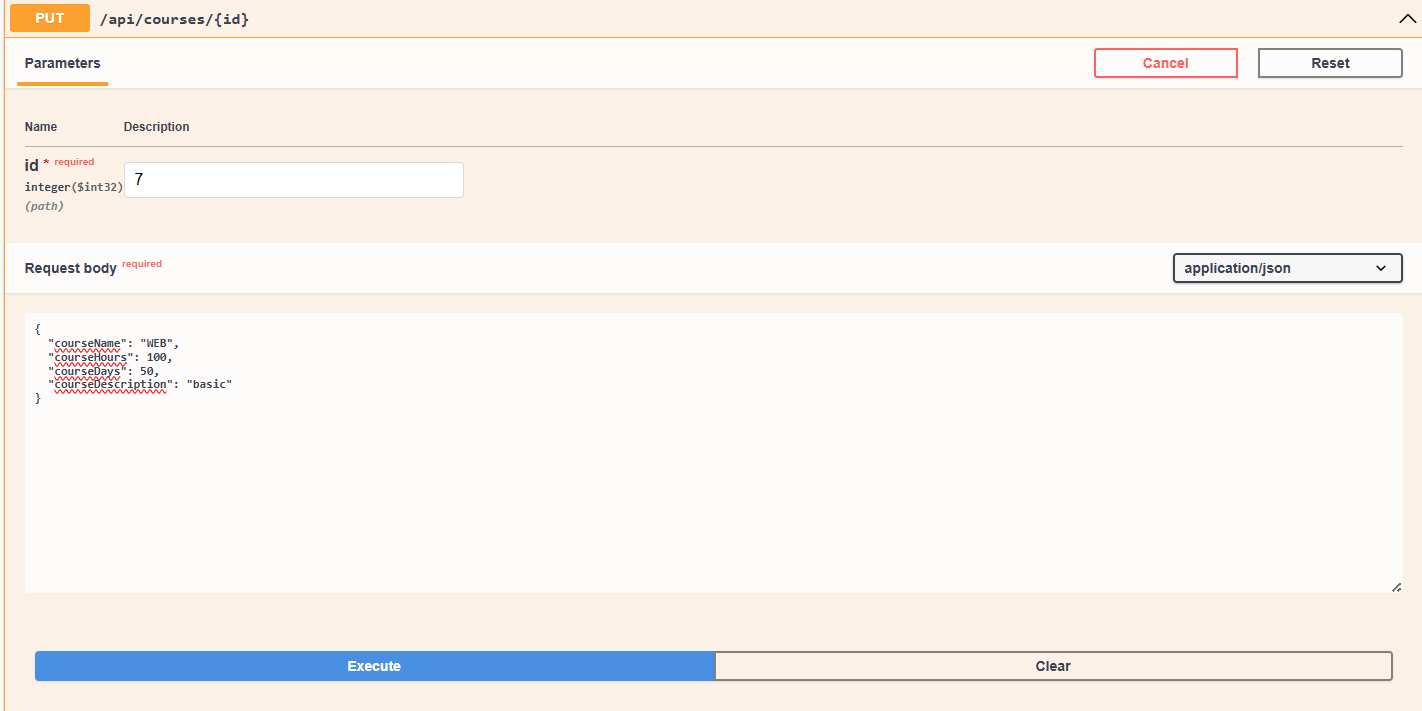 PUT /api/courses/{id}
Parameters Cancel Reset
Name Description
id * required 7
integer($int32)
(path)
Request body required application/json
{
  "courseName": "WEB",
  "courseHours": 100,
  "courseDays": 50,
  "courseDescription": "basic"
}
Execute Clear